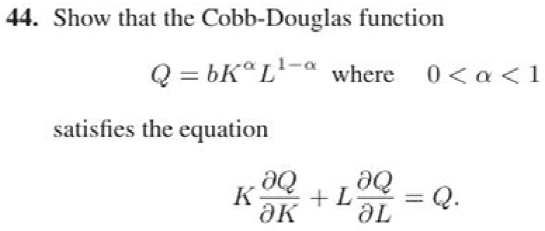 44. Show that the Cobb-Douglas function
Q = bK^α L^{1−α} where 0 < α < 1
satisfies the equation
K ∂Q/∂K + L ∂Q/∂L = Q.